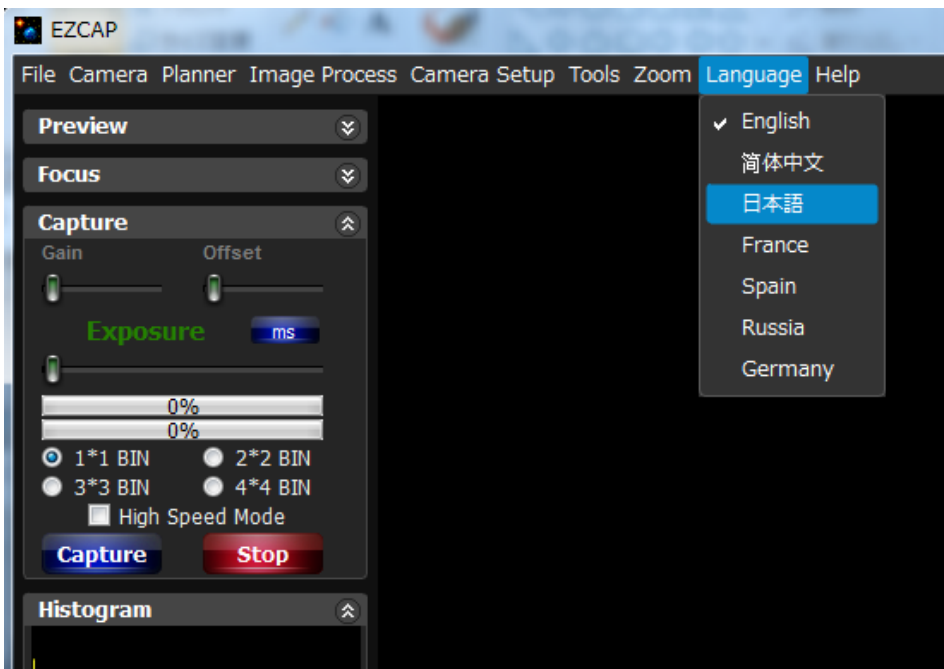 EZCAP
File Camera Planner Image Process Camera Setup Tools Zoom Language Help
Preview
Focus
Capture
Gain Offset
Exposure ms
0%
0%
1*1 BIN 2*2 BIN
3*3 BIN 4*4 BIN
High Speed Mode
Capture Stop
Histogram
English
简体中文
日本語
France
Spain
Russia
Germany